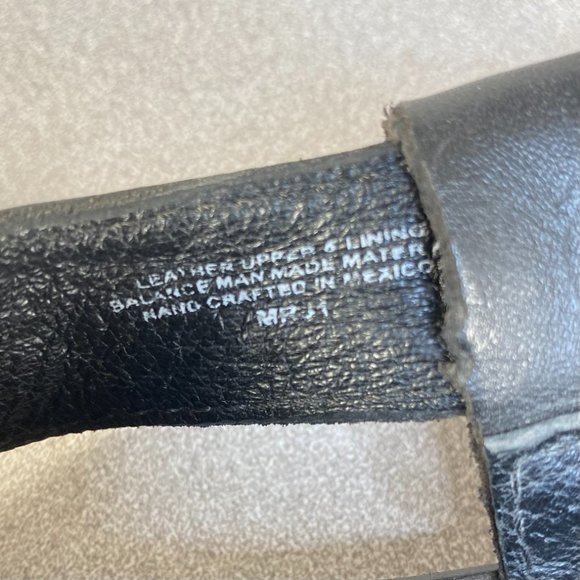 LEATHER UPPER & LINING
BALANCE MAN MADE MATER
HAND CRAFTED IN MEXICO